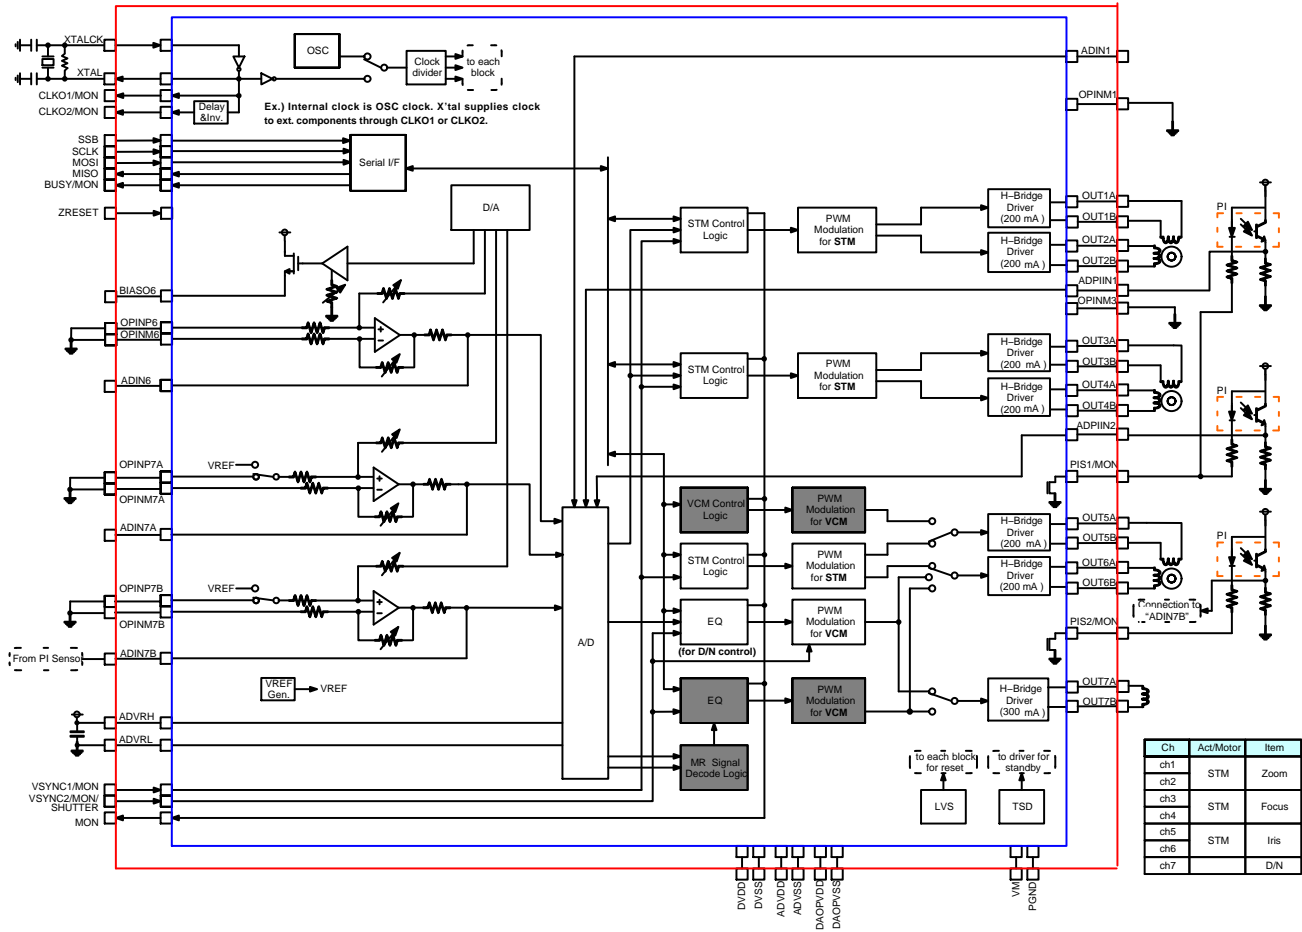 XTALCK
XTAL
CLKO1/MON
CLKO2/MON
SSB
SCLK
MOSI
MISO
BUSY/MON
ZRESET
BIASO6
OPINP6
OPINM6
ADIN6
OPINP7A
OPINM7A
ADIN7A
OPINP7B
OPINM7B
From PI Senso
ADIN7B
ADVRH
ADVRL
VSYNC1/MON
VSYNC2/MON/
SHUTTER
MON
OSC
Clock
divider
to each
block
Delay
&Inv.
Ex.) Internal clock is OSC clock. X'tal supplies clock
to ext. components through CLKO1 or CLKO2.
Serial I/F
D/A
VREF
VREF
VREF
Gen.
VREF
A/D
STM Control
Logic
PWM
Modulation
for STM
H−Bridge
Driver
(200 mA )
H−Bridge
Driver
(200 mA )
STM Control
Logic
PWM
Modulation
for STM
H−Bridge
Driver
(200 mA )
H−Bridge
Driver
(200 mA )
VCM Control
Logic
PWM
Modulation
for VCM
STM Control
Logic
PWM
Modulation
for STM
H−Bridge
Driver
(200 mA )
H−Bridge
Driver
(200 mA )
EQ
(for D/N control)
PWM
Modulation
for VCM
EQ
PWM
Modulation
for VCM
H−Bridge
Driver
(300 mA )
MR Signal
Decode Logic
to each block
for reset
LVS
to driver for
standby
TSD
ADIN1
OPINM1
OUT1A
OUT1B
OUT2A
OUT2B
ADPIIN1
OPINM3
OUT3A
OUT3B
OUT4A
OUT4B
ADPIIN2
PIS1/MON
OUT5A
OUT5B
OUT6A
OUT6B
PIS2/MON
OUT7A
OUT7B
PI
PI
PI
Connection to
"ADIN7B"
DVDD
DVSS
ADVDD
ADVSS
DAOPVDD
DAOPVSS
VM
PGND
Ch Act/Motor Item
ch1
STM Zoom
ch2
ch3
STM Focus
ch4
ch5
STM Iris
ch6
ch7 D/N